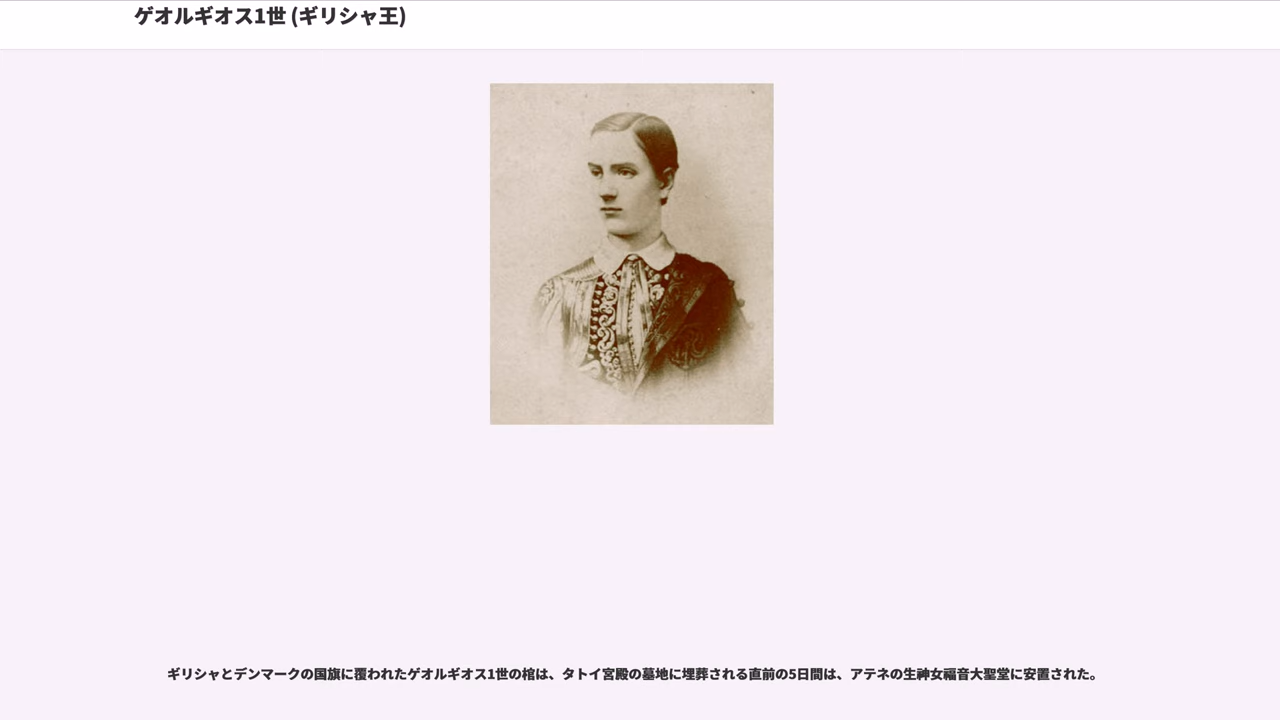 ゲオルギオス1世 (ギリシャ王)
ギリシャとデンマークの国旗に覆われたゲオルギオス1世の棺は、タトイ宮殿の墓地に埋葬される直前の5日間は、アテネの生神女福音大聖堂に安置された。